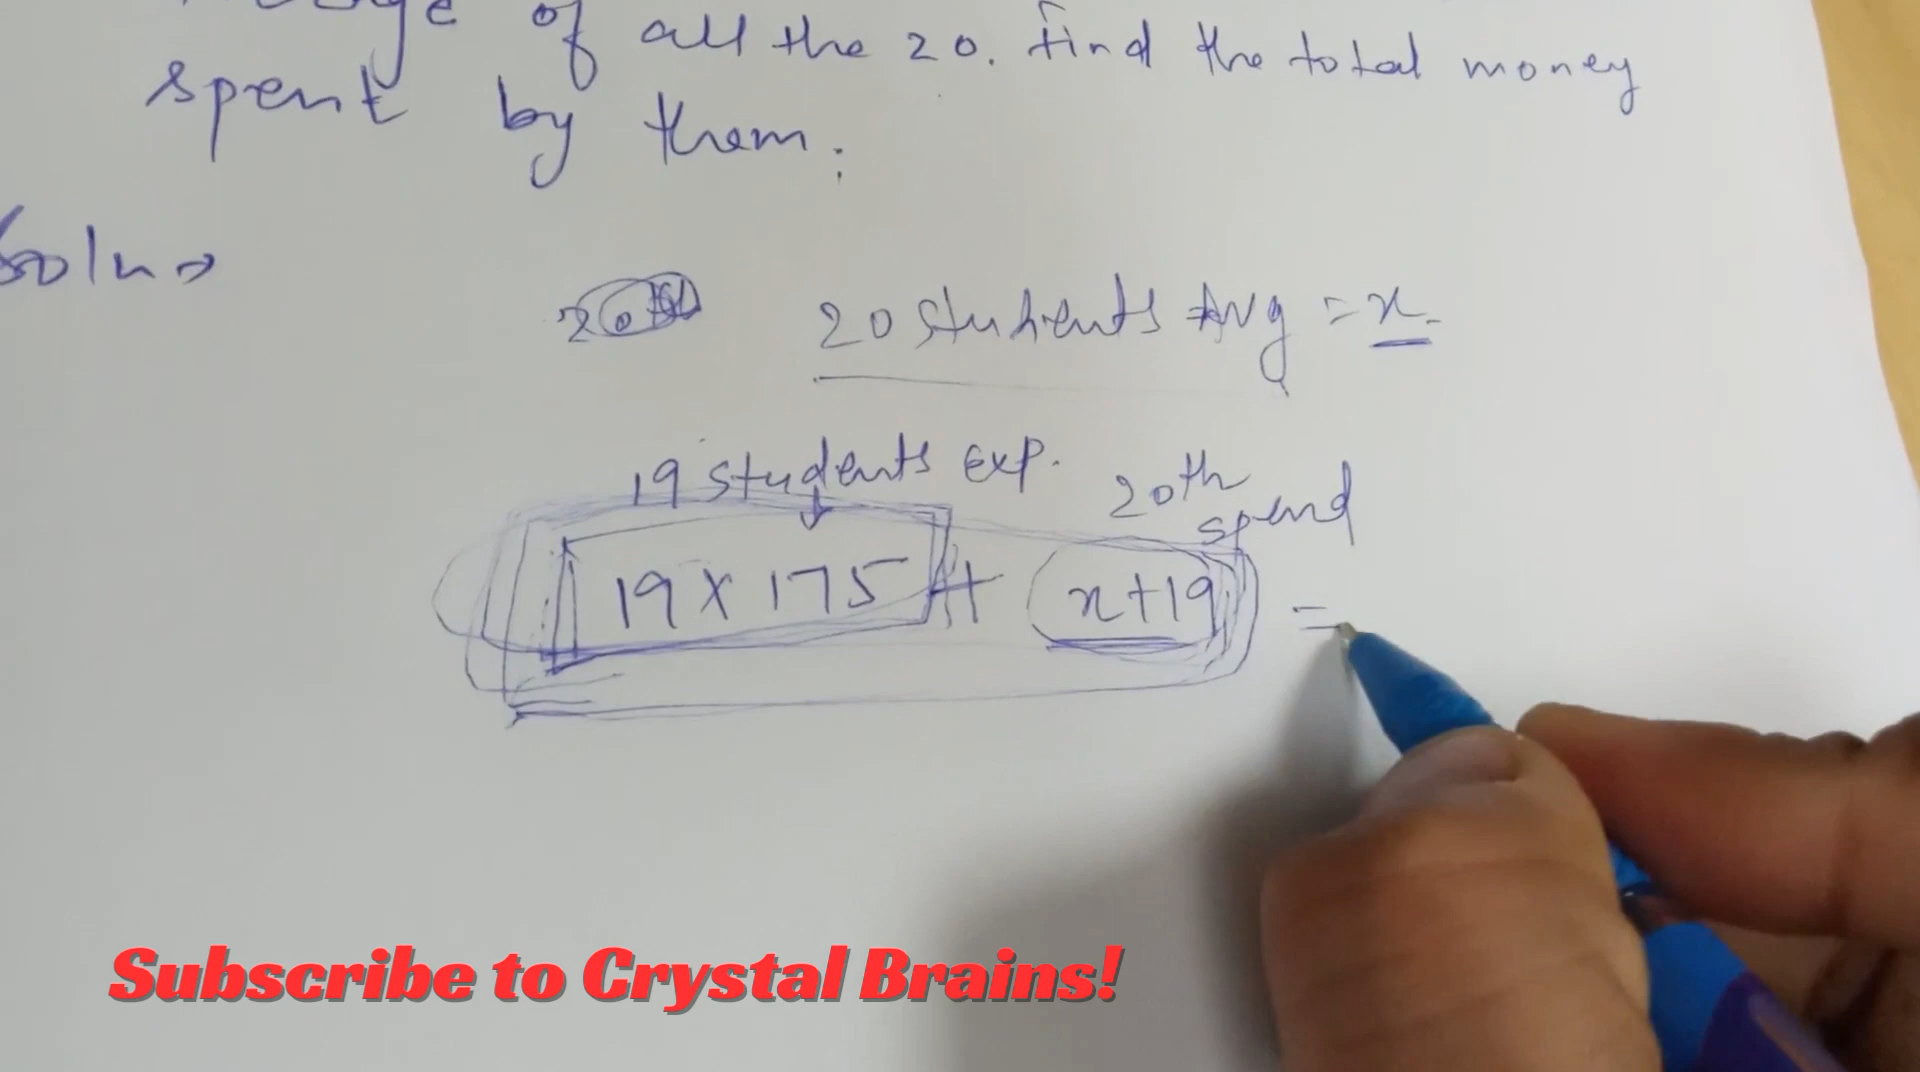 of all the 20. Find the total money
spent by them.
Soln →
20 students Avg = x.
19 students Exp. 20th
spend
19 x 175 + x+19 =
Subscribe to Crystal Brains!